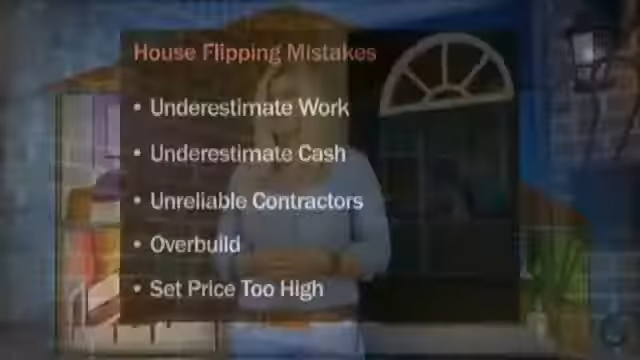 House Flipping Mistakes
• Underestimate Work
• Underestimate Cash
• Unreliable Contractors
• Overbuild
• Set Price Too High